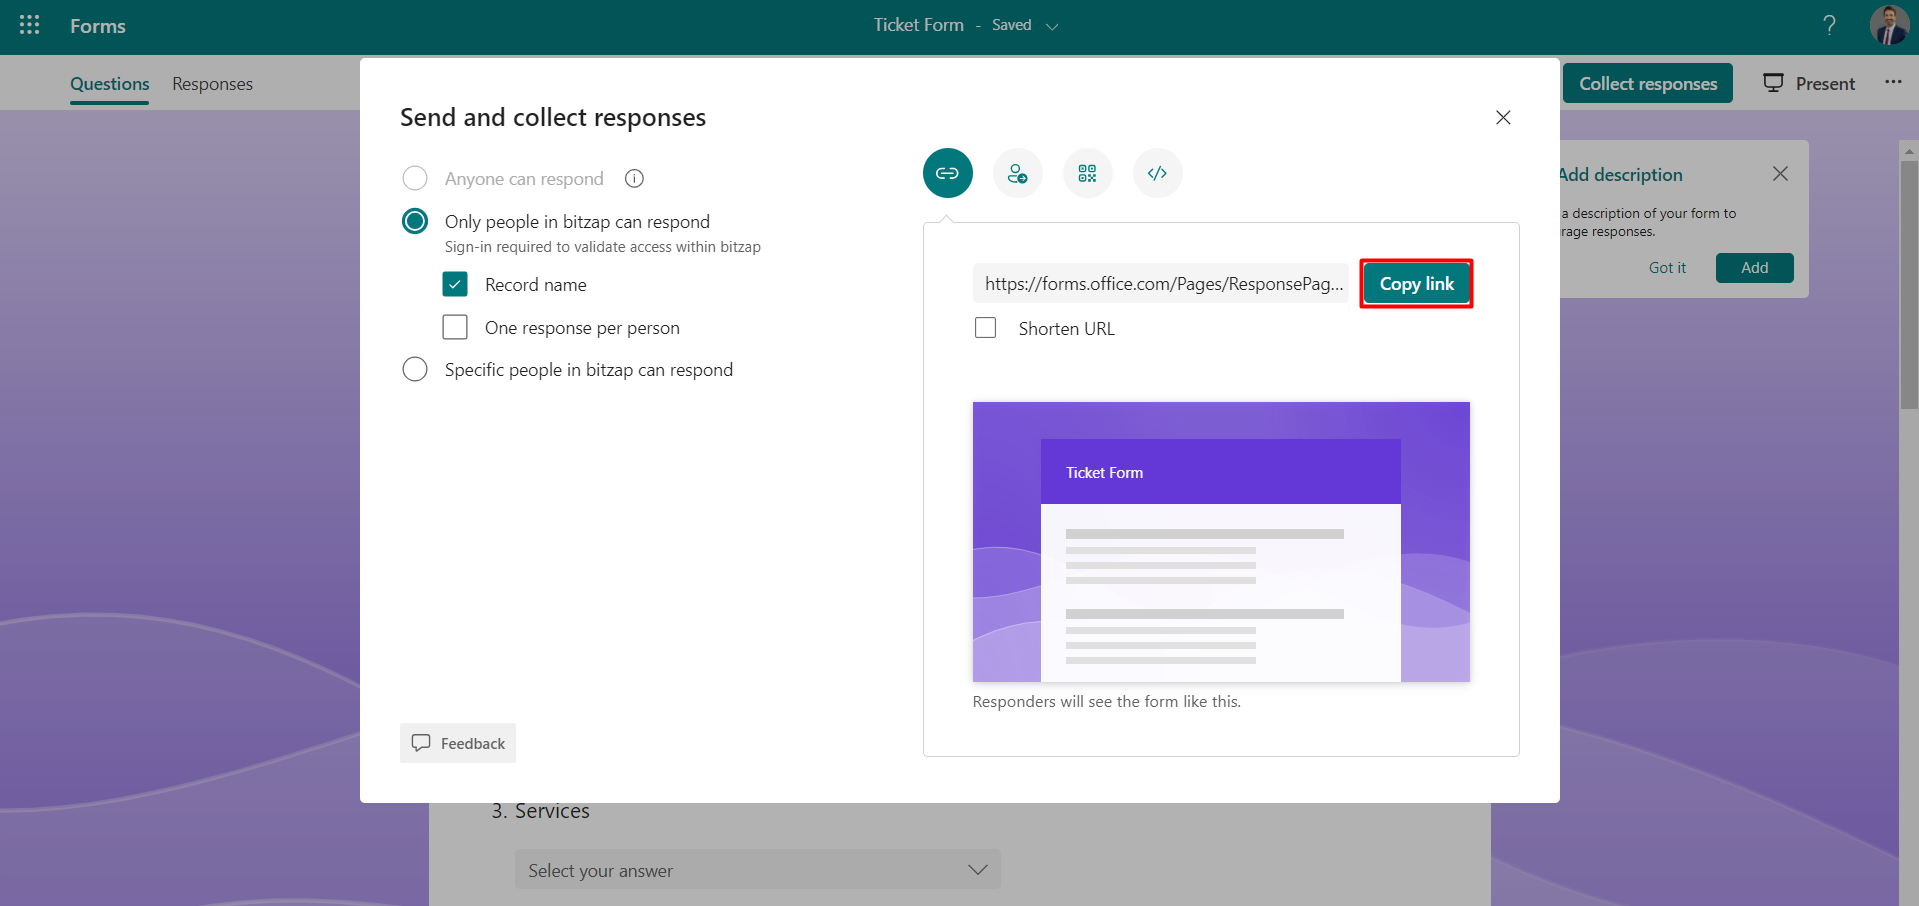 Forms
Ticket Form - Saved
?
Questions
Responses
Collect responses
Present
Send and collect responses
Anyone can respond
Only people in bitzap can respond
Sign-in required to validate access within bitzap
Record name
One response per person
Specific people in bitzap can respond
Feedback
https://forms.office.com/Pages/ResponsePag...
Copy link
Shorten URL
Ticket Form
Responders will see the form like this.
Add description
a description of your form to
rage responses.
Got it
Add
3. Services
Select your answer